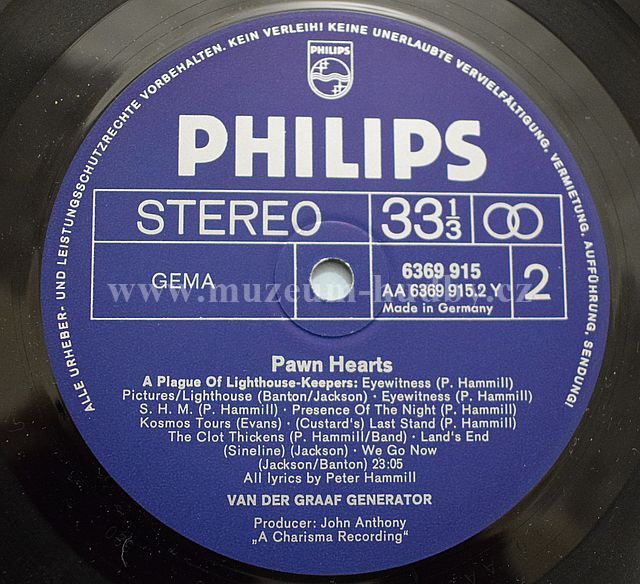 ALLE URHEBER- UND LEISTUNGSSCHUTZRECHTE VORBEHALTEN. KEIN VERLEIH! KEINE UNERLAUBTE VERVIELFÄLTIGUNG, VERMIETUNG, AUFFÜHRUNG, SENDUNG!
PHILIPS
PHILIPS
STEREO 33 1/3
GEMA 6369 915 2
AA 6369 915.2 Y
Made in Germany
www.muzeum-hudby.cz
Pawn Hearts
A Plague Of Lighthouse-Keepers: Eyewitness (P. Hammill)
Pictures/Lighthouse (Banton/Jackson) · Eyewitness (P. Hammill)
S. H. M. (P. Hammill) · Presence Of The Night (P. Hammill)
Kosmos Tours (Evans) · (Custard's) Last Stand (P. Hammill)
The Clot Thickens (P. Hammill/Band) · Land's End
(Sineline) (Jackson) · We Go Now
(Jackson/Banton) 23:05
All lyrics by Peter Hammill
VAN DER GRAAF GENERATOR
Producer: John Anthony
„A Charisma Recording"